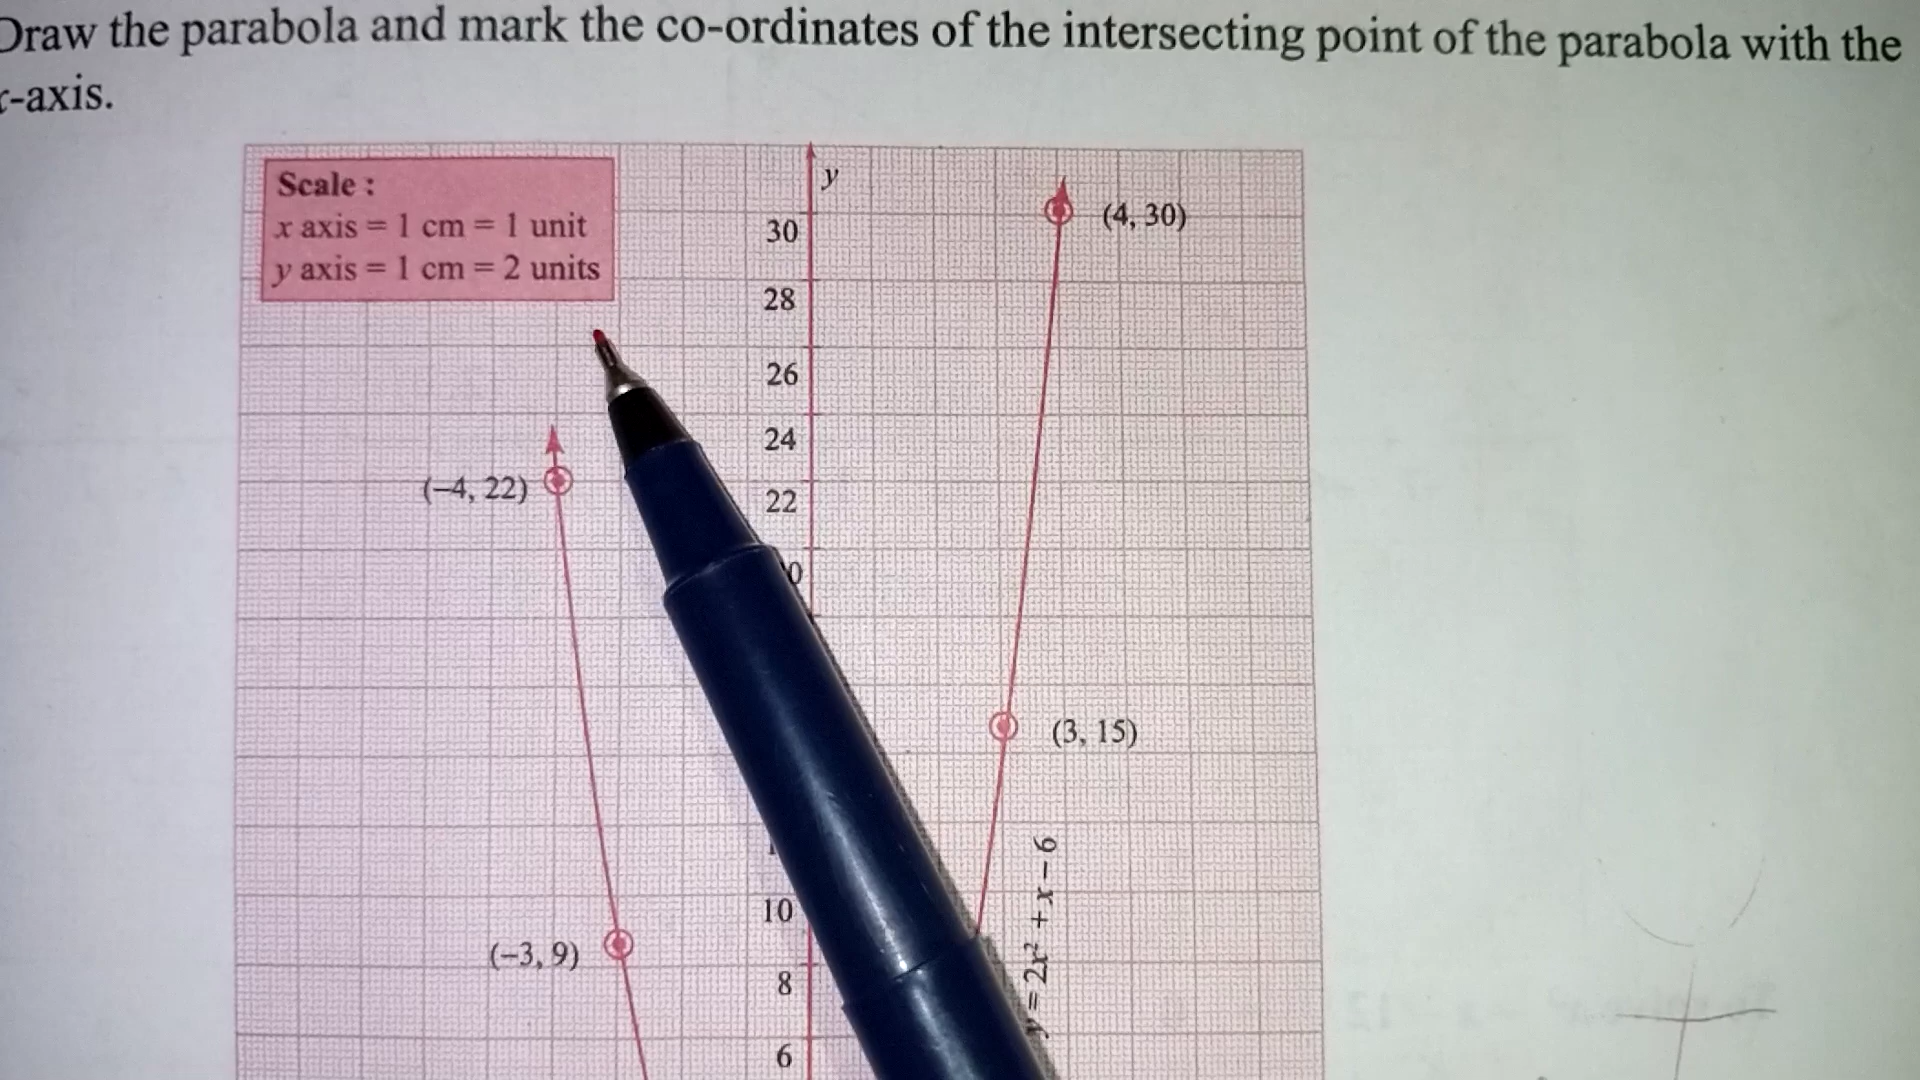 Draw the parabola and mark the co-ordinates of the intersecting point of the parabola with the
x-axis.
Scale :
x axis = 1 cm = 1 unit
y axis = 1 cm = 2 units
y
30
(4, 30)
28
26
24
(−4, 22)
22
0
(3, 15)
10
(−3, 9)
8
6
y = 2x² + x − 6